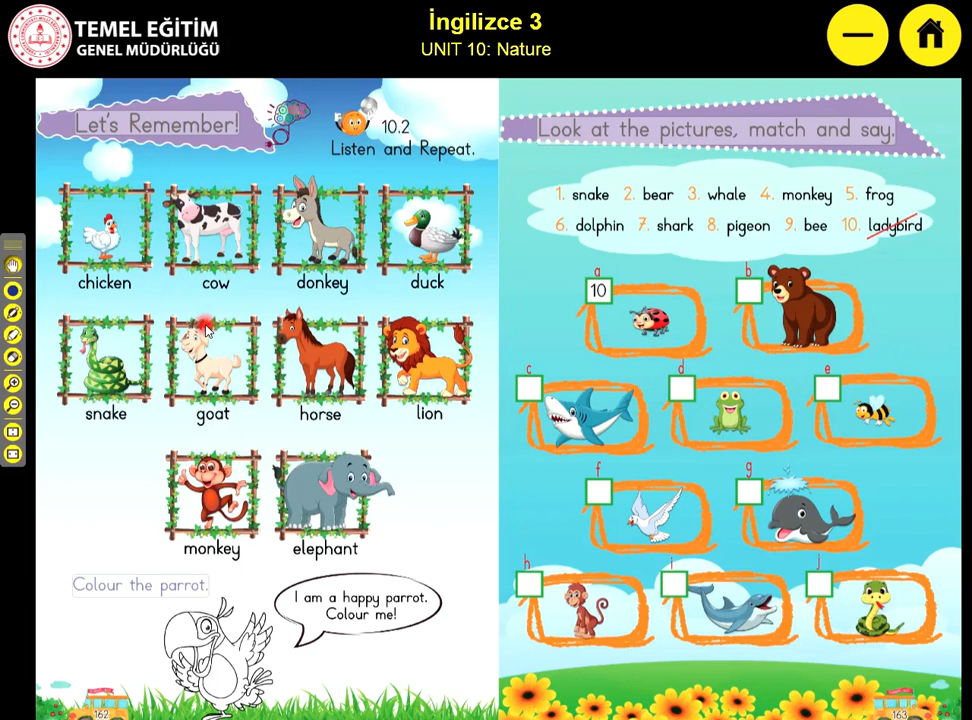 TEMEL EĞİTİM
GENEL MÜDÜRLÜĞÜ
İngilizce 3
UNIT 10: Nature
Let's Remember!
10.2
Listen and Repeat.
chicken cow donkey duck
snake goat horse lion
monkey elephant
Colour the parrot.
I am a happy parrot.
Colour me!
162
Look at the pictures, match and say.
1. snake 2. bear 3. whale 4. monkey 5. frog
6. dolphin 7. shark 8. pigeon 9. bee 10. ladybird
a b
10
c d e
f g
h i j
163